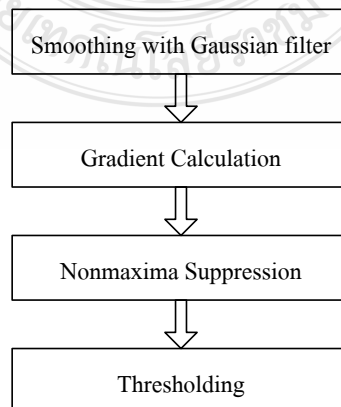 Smoothing with Gaussian filter
Gradient Calculation
Nonmaxima Suppression
Thresholding